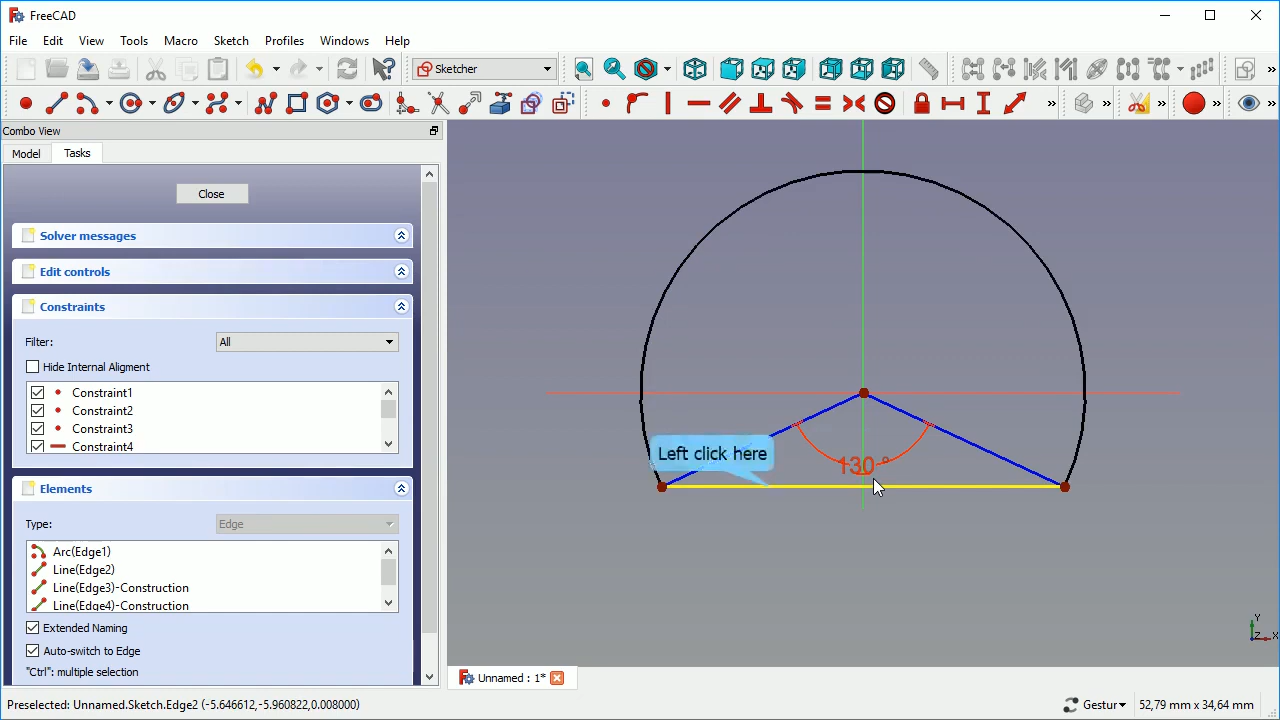 FreeCAD
File Edit View Tools Macro Sketch Profiles Windows Help
Sketcher
» » » »
Combo View
Model Tasks
Close
Solver messages
Edit controls
Constraints
Filter: All
Hide Internal Aligment
Constraint1
Constraint2
Constraint3
Constraint4
Elements
Type: Edge
Arc(Edge1)
Line(Edge2)
Line(Edge3)-Construction
Line(Edge4)-Construction
Extended Naming
Auto-switch to Edge
"Ctrl": multiple selection
Left click here
130 °
Y
Z X
Unnamed : 1*
Preselected: Unnamed.Sketch.Edge2 (-5.646612,-5.960822,0.008000)
Gestur 52,79 mm x 34,64 mm